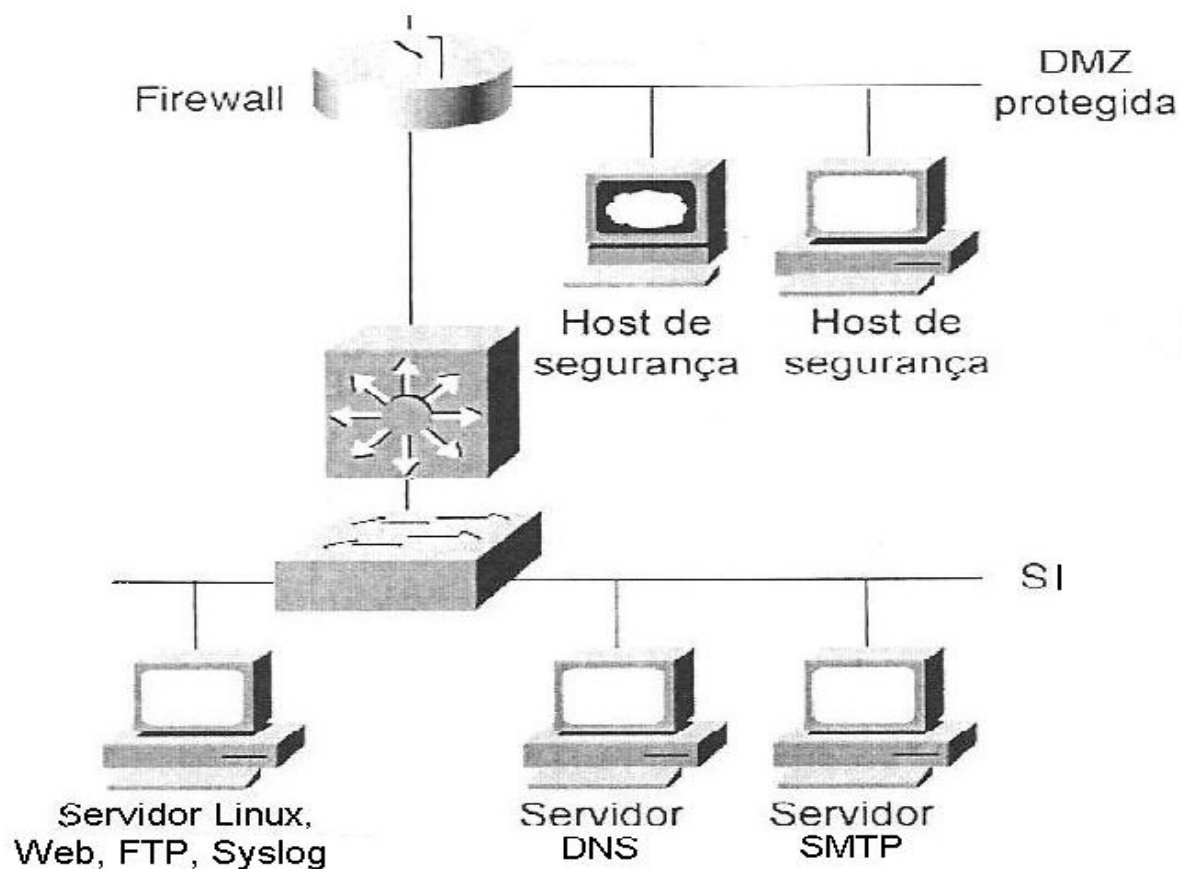 Firewall
DMZ
protegida
Host de
segurança
Host de
segurança
SI
Servidor Linux,
Web, FTP, Syslog
Servidor
DNS
Servidor
SMTP